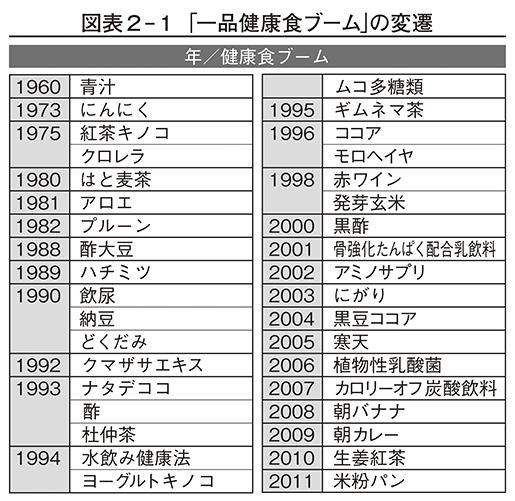 図表2-1 「一品健康食ブーム」の変遷
年／健康食ブーム
1960 青汁
1973 にんにく
1975 紅茶キノコ
クロレラ
1980 はと麦茶
1981 アロエ
1982 プルーン
1988 酢大豆
1989 ハチミツ
1990 飲尿
納豆
どくだみ
1992 クマザサエキス
1993 ナタデココ
酢
杜仲茶
1994 水飲み健康法
ヨーグルトキノコ
ムコ多糖類
1995 ギムネマ茶
1996 ココア
モロヘイヤ
1998 赤ワイン
発芽玄米
2000 黒酢
2001 骨強化たんぱく配合乳飲料
2002 アミノサプリ
2003 にがり
2004 黒豆ココア
2005 寒天
2006 植物性乳酸菌
2007 カロリーオフ炭酸飲料
2008 朝バナナ
2009 朝カレー
2010 生姜紅茶
2011 米粉パン